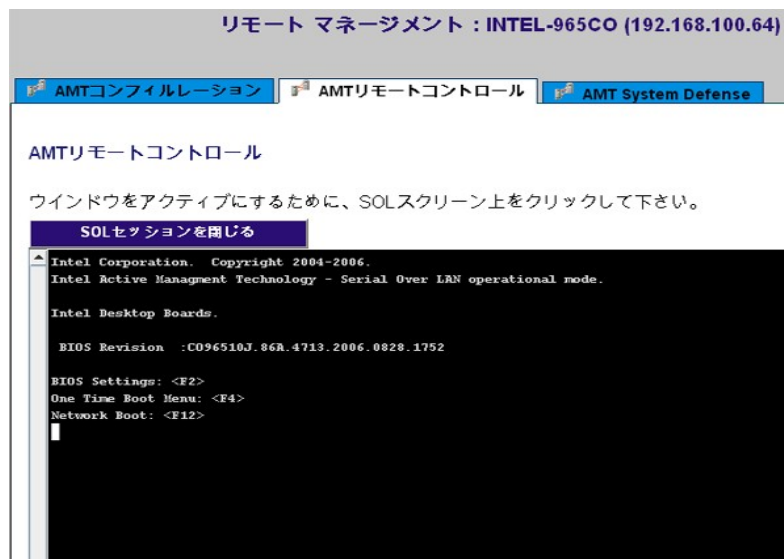 リモート マネージメント : INTEL-965CO (192.168.100.64)
AMTコンフィルレーション
AMTリモートコントロール
AMT System Defense
AMTリモートコントロール
ウインドウをアクティブにするために、SOLスクリーン上をクリックして下さい。
SOLセッションを閉じる
Intel Corporation. Copyright 2004-2006.
Intel Active Managment Technology - Serial Over LAN operational mode.
Intel Desktop Boards.
BIOS Revision :CO96510J.86A.4713.2006.0828.1752
BIOS Settings: <F2>
One Time Boot Menu: <F4>
Network Boot: <F12>